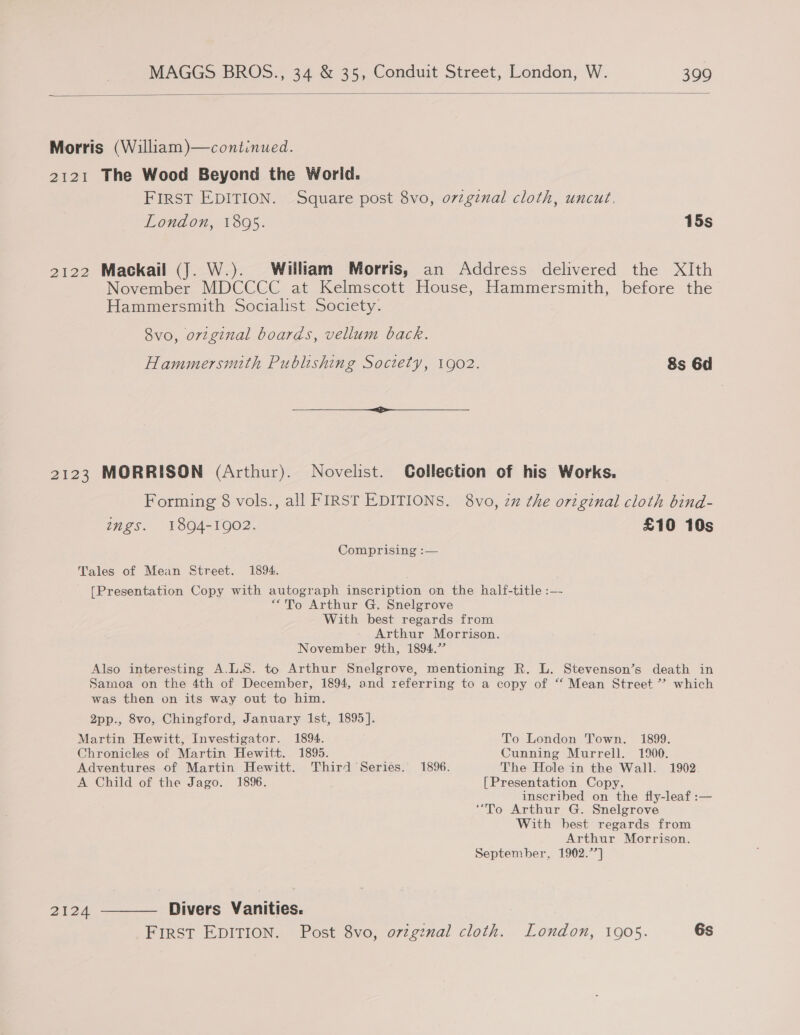 MAGGS BROS., 34 & 35, Conduit Street, London, W. 399
Morris (William)—continued.
2121 The Wood Beyond the World.
FIRST EDITION. Square post 8vo, original cloth, uncut.
London, 1895. 15s
2122 Mackail (J. W.). William Morris, an Address delivered the XIth
November MDCCCC at Kelmscott House, Hammersmith, before the
Hammersmith Socialist Society.
8vo, original boards, vellum back.
Hammersmith Publishing Society, 1902. 8s 6d
2123 MORRISON (Arthur). Novelist. Collection of his Works.
Forming 8 vols., all FIRST EDITIONS. 8vo, in the original cloth bind-
ings. 1894-1902. £10 10s
Comprising :—
Tales of Mean Street. 1894.
[Presentation Copy with autograph inscription on the half-title :—
“To Arthur G. Snelgrove
With best regards from
Arthur Morrison.
November 9th, 1894.”
Also interesting A.L.S. to Arthur Snelgrove, mentioning R. L. Stevenson’s death in
Samoa on the 4th of December, 1894, and referring to a copy of “ Mean Street ” which
was then on its way out to him.
2pp., 8vo, Chingford, January 1st, 1895].
Martin Hewitt, Investigator. 1894.
Chronicles of Martin Hewitt. 1895.
Adventures of Martin Hewitt. Third Series. 1896.
A Child of the Jago. 1896.
To London Town. 1899.
Cunning Murrell. 1900.
The Hole in the Wall. 1902
[Presentation Copy,
inscribed on the fly-leaf :—
“To Arthur G. Snelgrove
With best regards from
Arthur Morrison.
September, 1902.”]
2124 ——— Divers Vanities.
FIRST EDITION. Post 8vo, original cloth. London, 1905. 6s